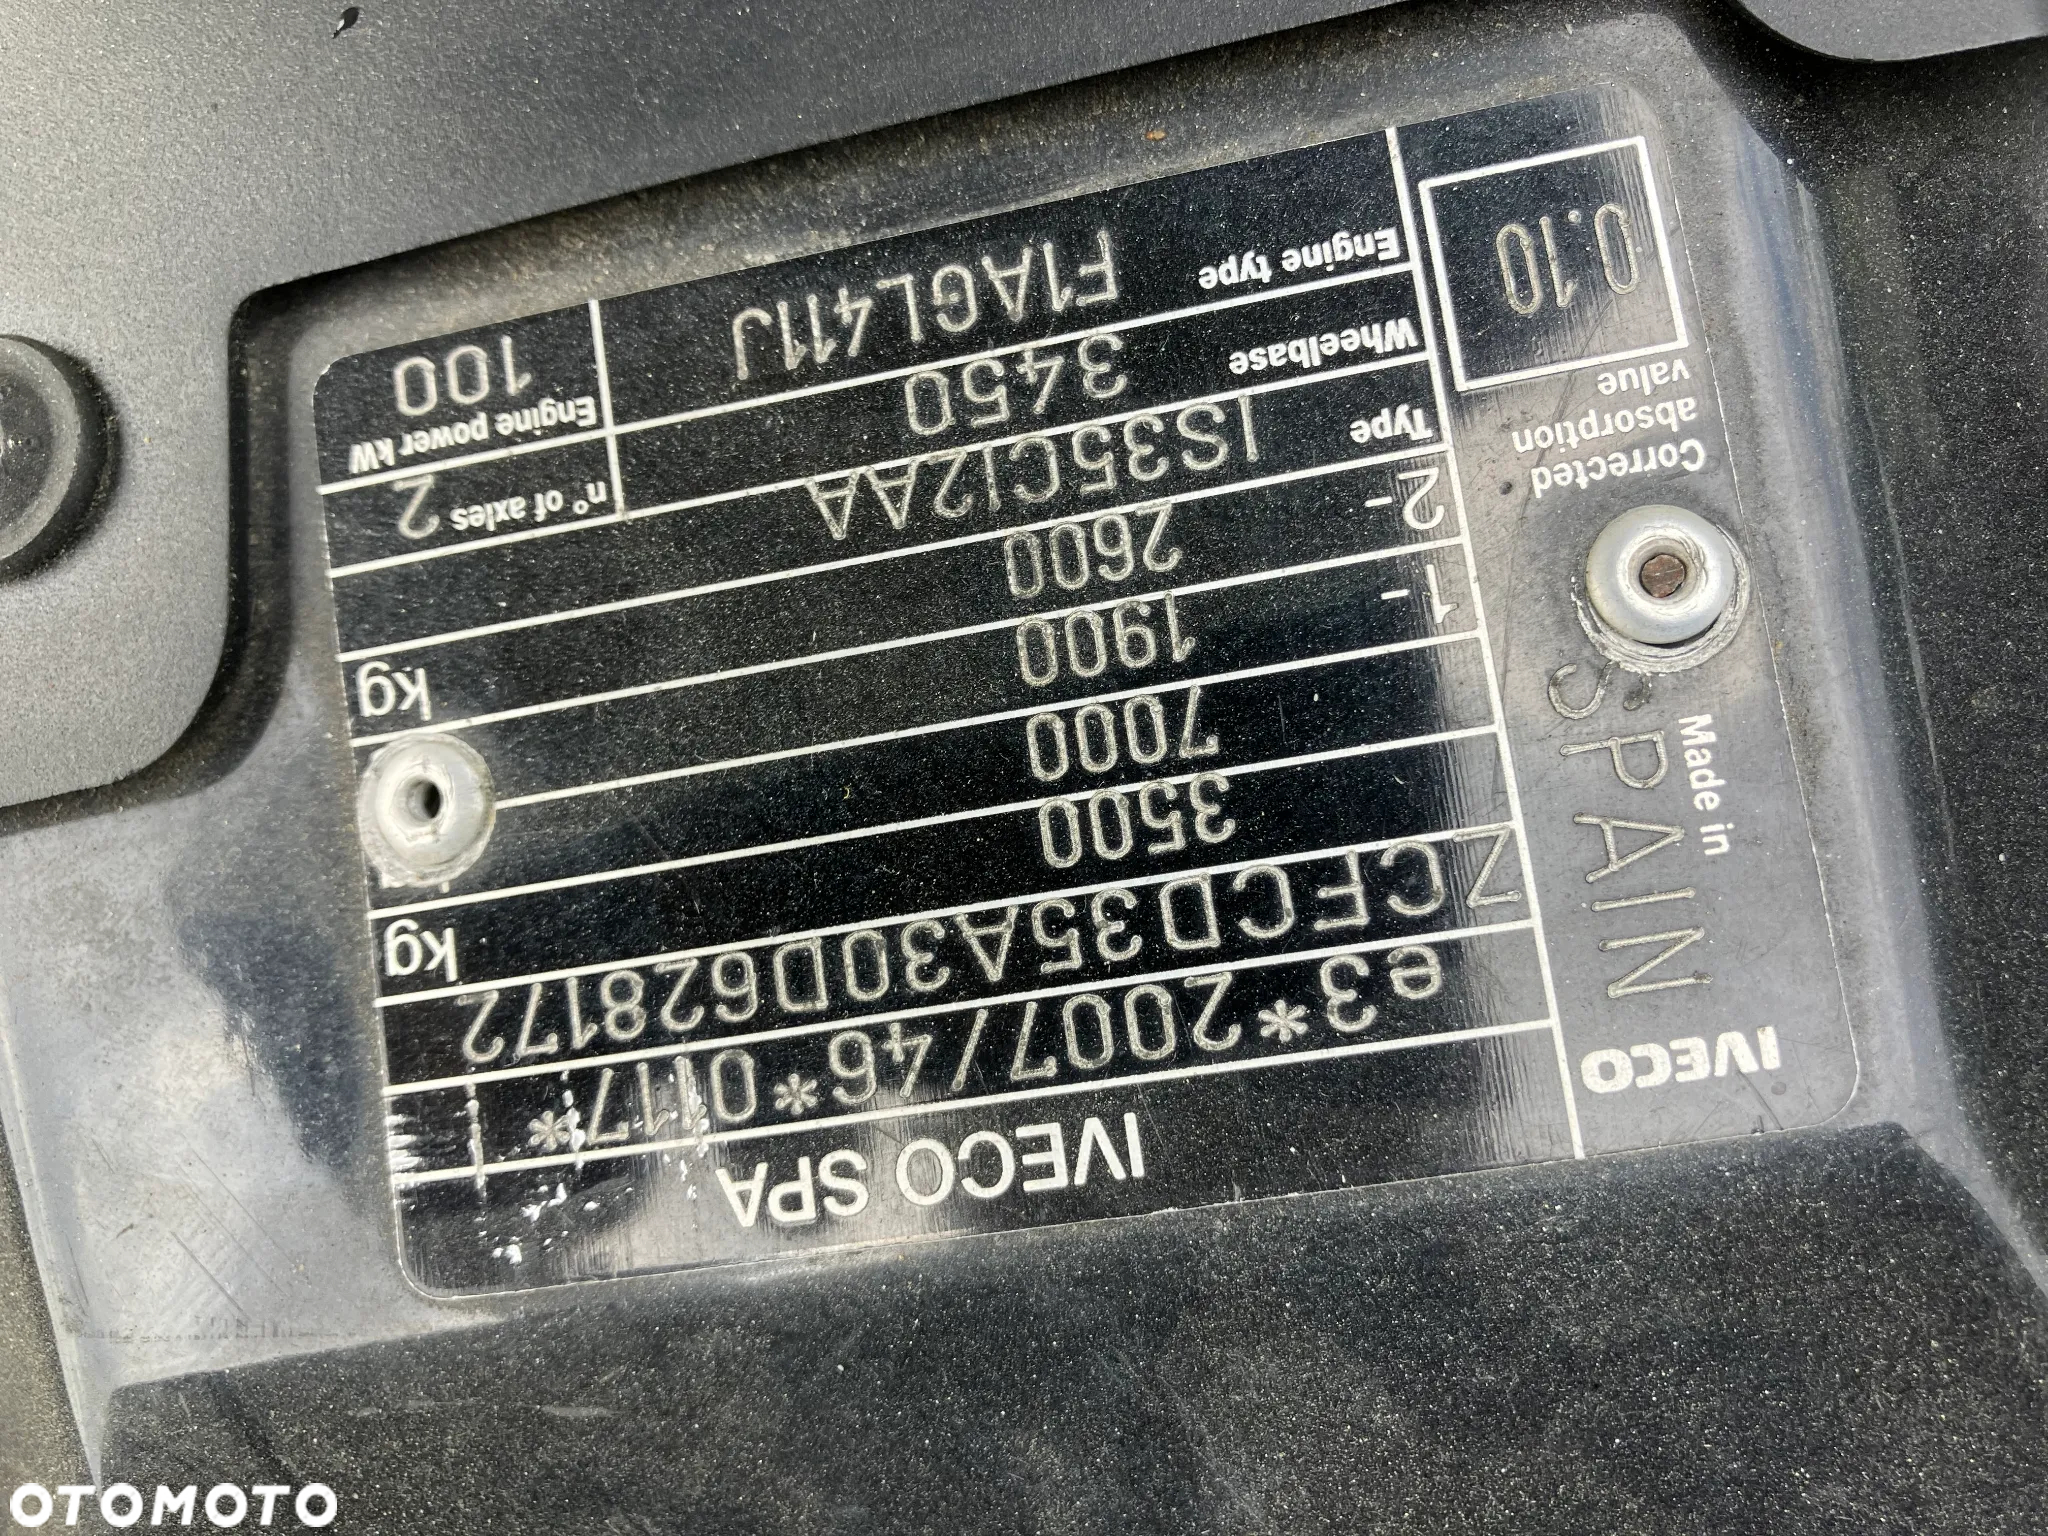 IVECO SPA
e3*2007/46*0117*
ZCFCD35A30D628172
3500 kg
7000
1- 1900 kg
2- 2600
Type IS35CI2AA n° of axles 2
Wheelbase 3450 Engine power kW
Engine type F1AGL411J 100
IVECO
Made in
SPAIN
Corrected
absorption
value
0.10
OTOMOTO